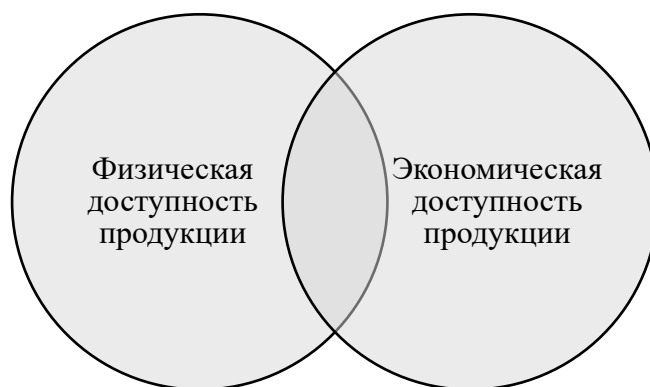 Физическая
доступность
продукции
Экономическая
доступность
продукции